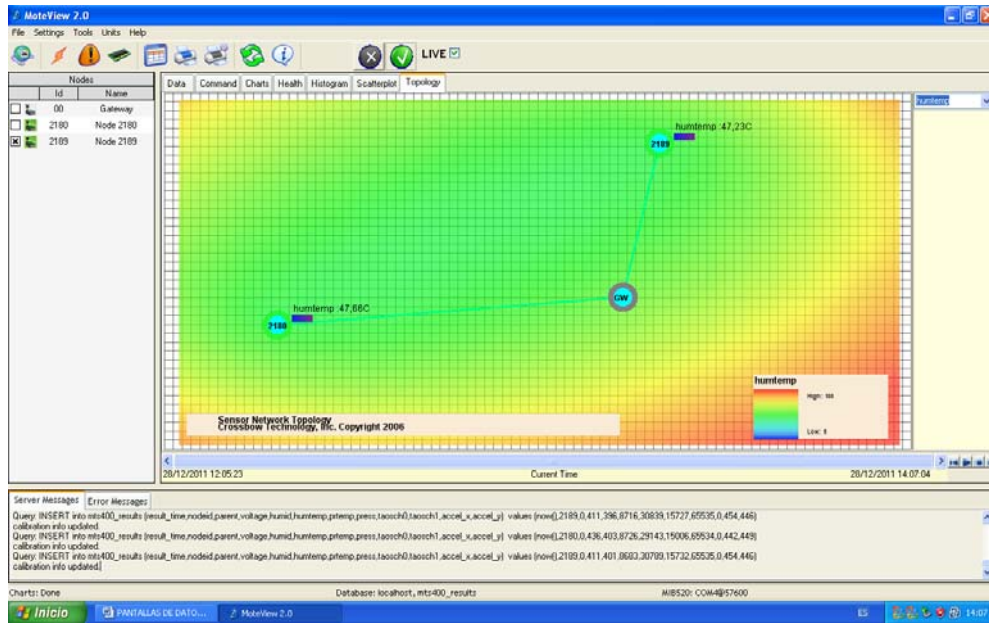 MoteView 2.0
File Settings Tools Units Help
LIVE
Nodes
Id Name
00 Gateway
2180 Node 2180
2189 Node 2189
Data Command Charts Health Histogram Scatterplot Topology
humtemp
humtemp :47,23C
2189
GW
humtemp :47,66C
2180
humtemp
High:
Low:
Sensor Network Topology
Crossbow Technology, Inc. Copyright 2006
28/12/2011 12:05:23 Current Time 28/12/2011 14:07:04
Server Messages Error Messages
Query: INSERT into mts400_results (result_time,nodeid,parent,voltage,humid,humtemp,prtemp,press,taosch0,taosch1,accel_x,accel_y) values (now(),2189,0,411,396,8716,30839,15727,65535,0,454,446)
calibration info updated.
Query: INSERT into mts400_results (result_time,nodeid,parent,voltage,humid,humtemp,prtemp,press,taosch0,taosch1,accel_x,accel_y) values (now(),2180,0,436,403,8726,29143,15006,65534,0,442,449)
calibration info updated.
Query: INSERT into mts400_results (result_time,nodeid,parent,voltage,humid,humtemp,prtemp,press,taosch0,taosch1,accel_x,accel_y) values (now(),2189,0,411,401,8683,30789,15732,65535,0,454,446)
calibration info updated.
Charts: Done Database: localhost, mts400_results MIB520: COM4@57600
Inicio PANTALLAS DE DATO... MoteView 2.0 ES 14:07